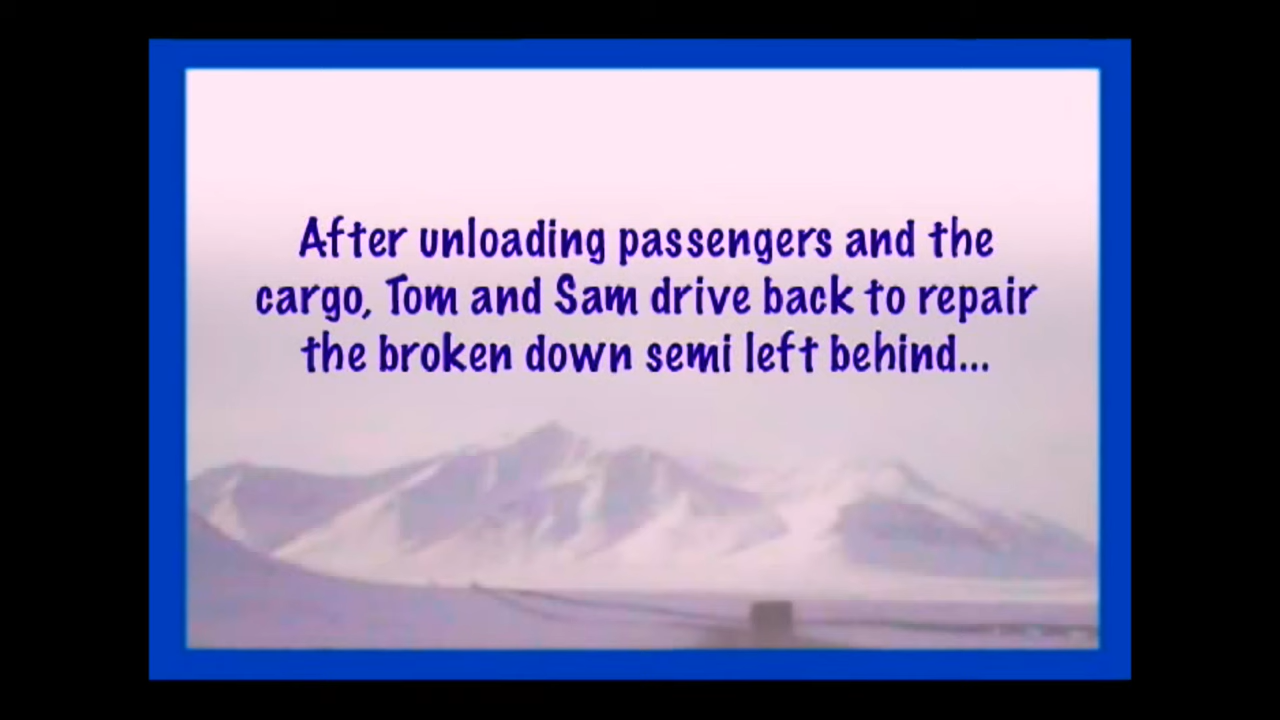 After unloading passengers and the
cargo, Tom and Sam drive back to repair
the broken down semi left behind...